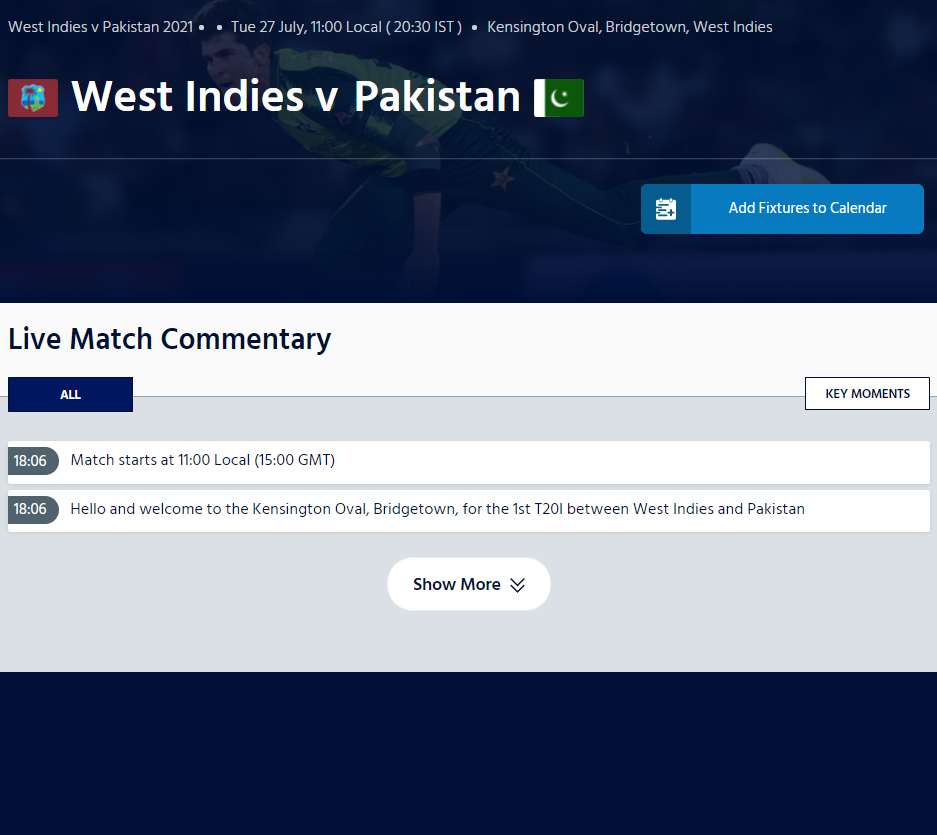 West Indies v Pakistan 2021 • • Tue 27 July, 11:00 Local ( 20:30 IST ) • Kensington Oval, Bridgetown, West Indies
West Indies v Pakistan
Add Fixtures to Calendar
Live Match Commentary
ALL
KEY MOMENTS
18:06 Match starts at 11:00 Local (15:00 GMT)
18:06 Hello and welcome to the Kensington Oval, Bridgetown, for the 1st T20I between West Indies and Pakistan
Show More